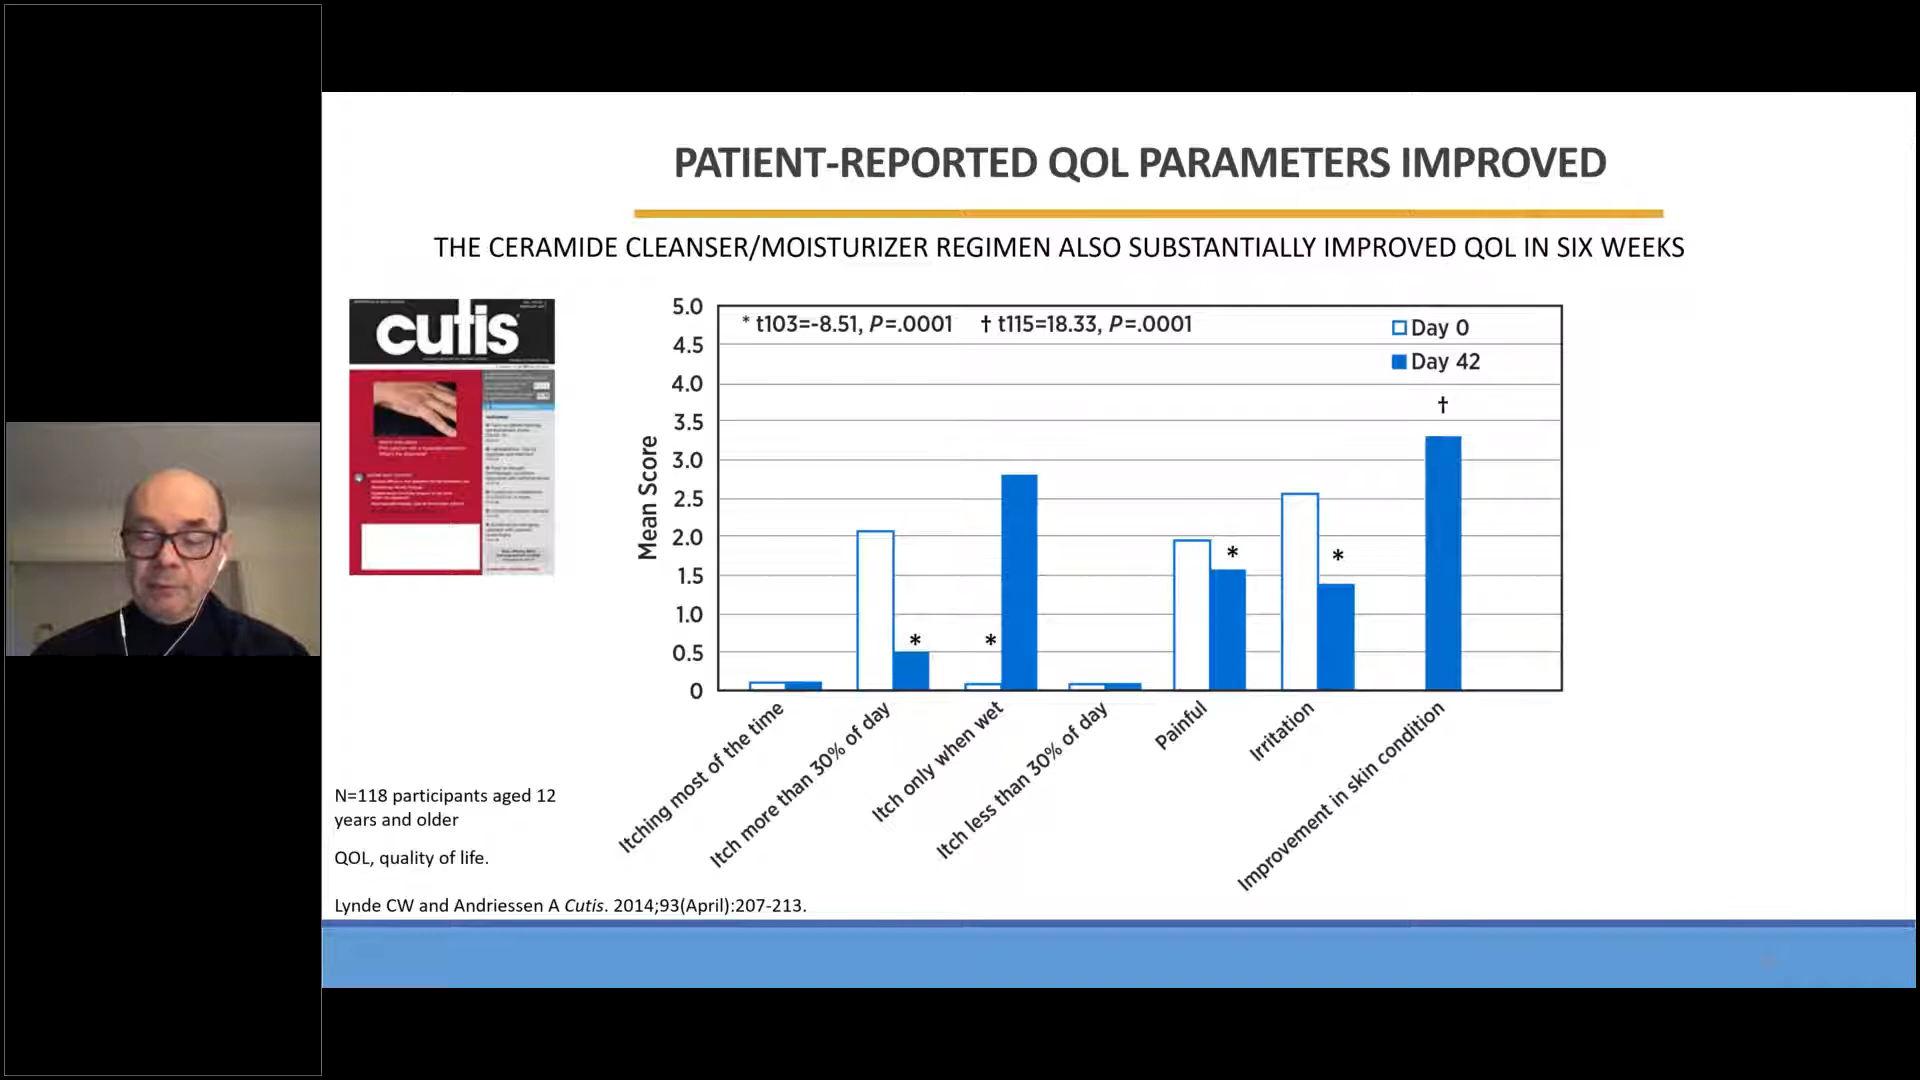 PATIENT-REPORTED QOL PARAMETERS IMPROVED
THE CERAMIDE CLEANSER/MOISTURIZER REGIMEN ALSO SUBSTANTIALLY IMPROVED QOL IN SIX WEEKS
cutis
* t103=-8.51, P=.0001 † t115=18.33, P=.0001
Day 0
Day 42
Mean Score
5.0
4.5
4.0
3.5
3.0
2.5
2.0
1.5
1.0
0.5
0
†
*
*
*
*
Itching most of the time
Itch more than 30% of day
Itch only when wet
Itch less than 30% of day
Painful
Irritation
Improvement in skin condition
N=118 participants aged 12
years and older
QOL, quality of life.
Lynde CW and Andriessen A Cutis. 2014;93(April):207-213.